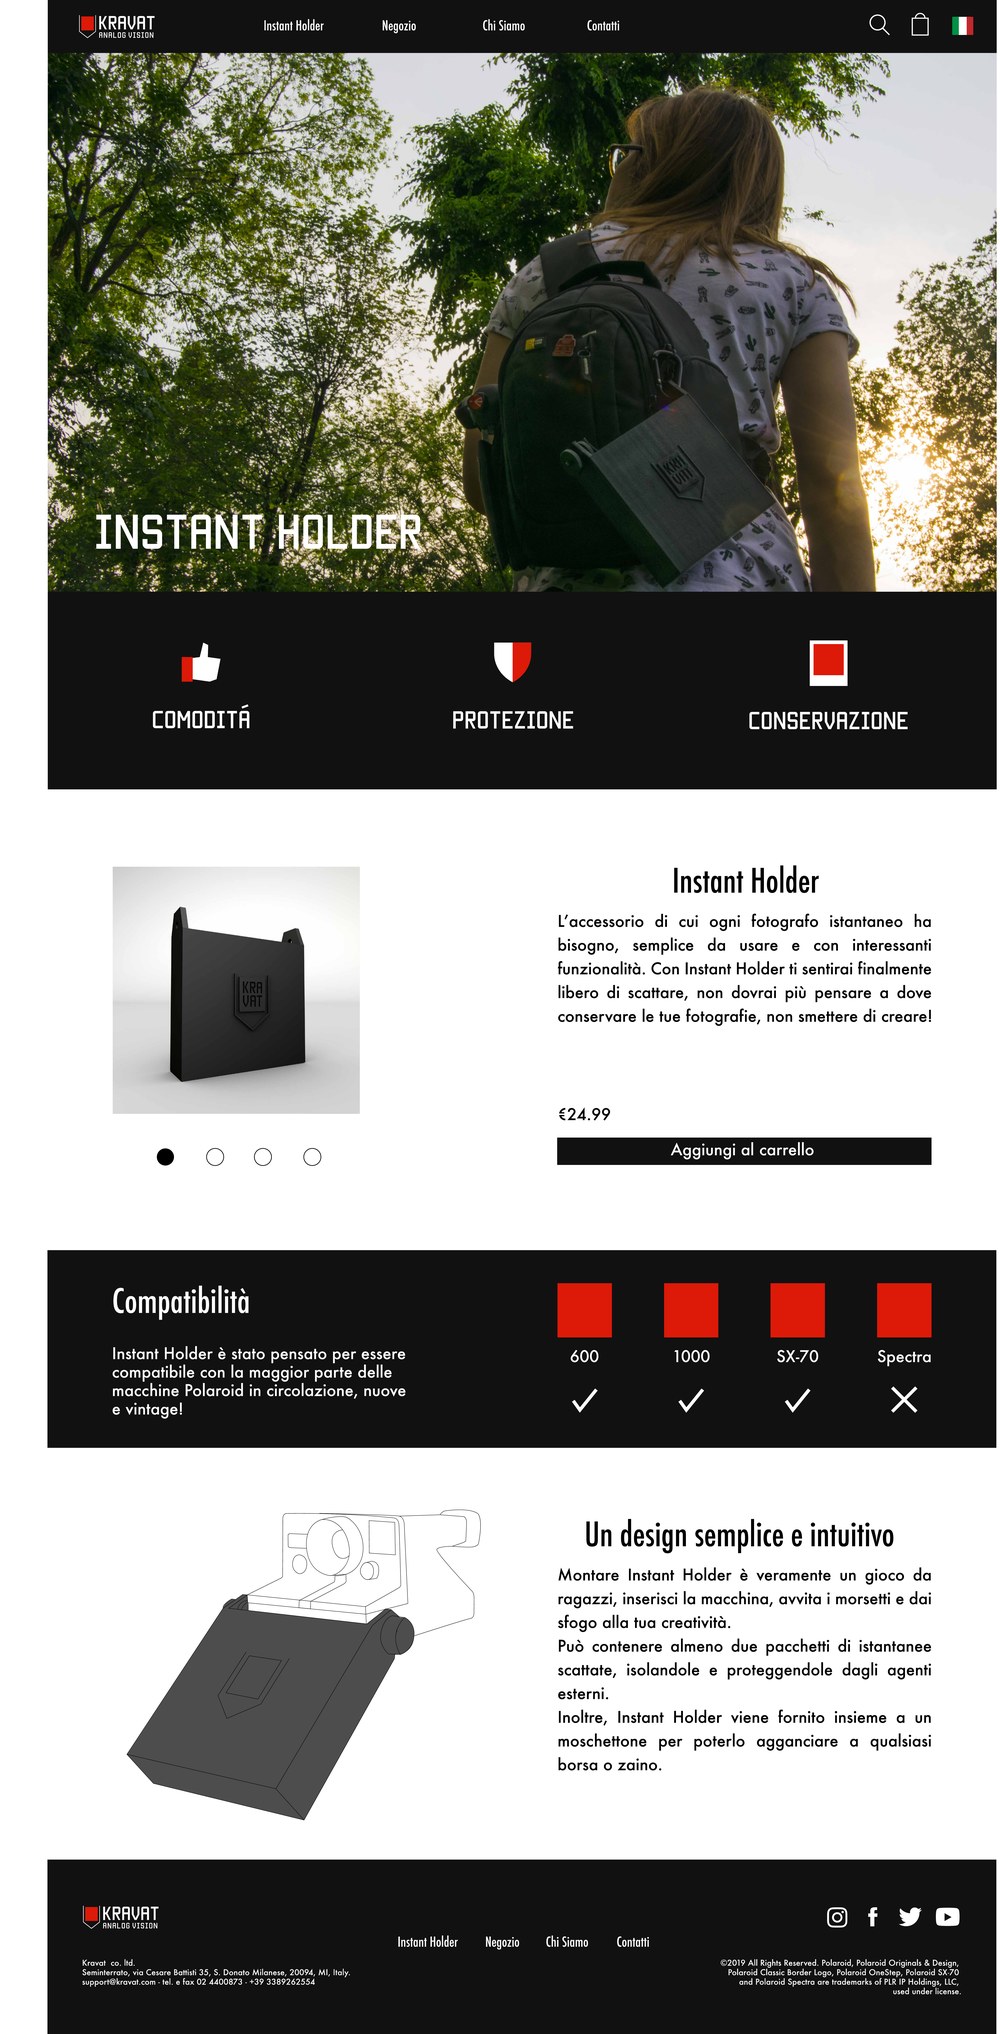 KRAVAT
ANALOG VISION
Instant Holder
Negozio
Chi Siamo
Contatti
KRA
VAT
INSTANT HOLDER
COMODITÁ
PROTEZIONE
CONSERVAZIONE
KRA
VAT
Instant Holder
L’accessorio di cui ogni fotografo istantaneo ha
bisogno, semplice da usare e con interessanti
funzionalità. Con Instant Holder ti sentirai finalmente
libero di scattare, non dovrai più pensare a dove
conservare le tue fotografie, non smettere di creare!
€24.99
Aggiungi al carrello
Compatibilità
Instant Holder è stato pensato per essere
compatibile con la maggior parte delle
macchine Polaroid in circolazione, nuove
e vintage!
600
1000
SX-70
Spectra
Un design semplice e intuitivo
Montare Instant Holder è veramente un gioco da
ragazzi, inserisci la macchina, avvita i morsetti e dai
sfogo alla tua creatività.
Può contenere almeno due pacchetti di istantanee
scattate, isolandole e proteggendole dagli agenti
esterni.
Inoltre, Instant Holder viene fornito insieme a un
moschettone per poterlo agganciare a qualsiasi
borsa o zaino.
KRAVAT
ANALOG VISION
Kravat co. ltd.
Seminterrato, via Cesare Battisti 35, S. Donato Milanese, 20094, MI, Italy.
support@kravat.com - tel. e fax 02 4400873 - +39 3389262554
Instant Holder
Negozio
Chi Siamo
Contatti
©2019 All Rights Reserved. Polaroid, Polaroid Originals & Design,
Polaroid Classic Border Logo, Polaroid OneStep, Polaroid SX-70
and Polaroid Spectra are trademarks of PLR IP Holdings, LLC,
used under license.